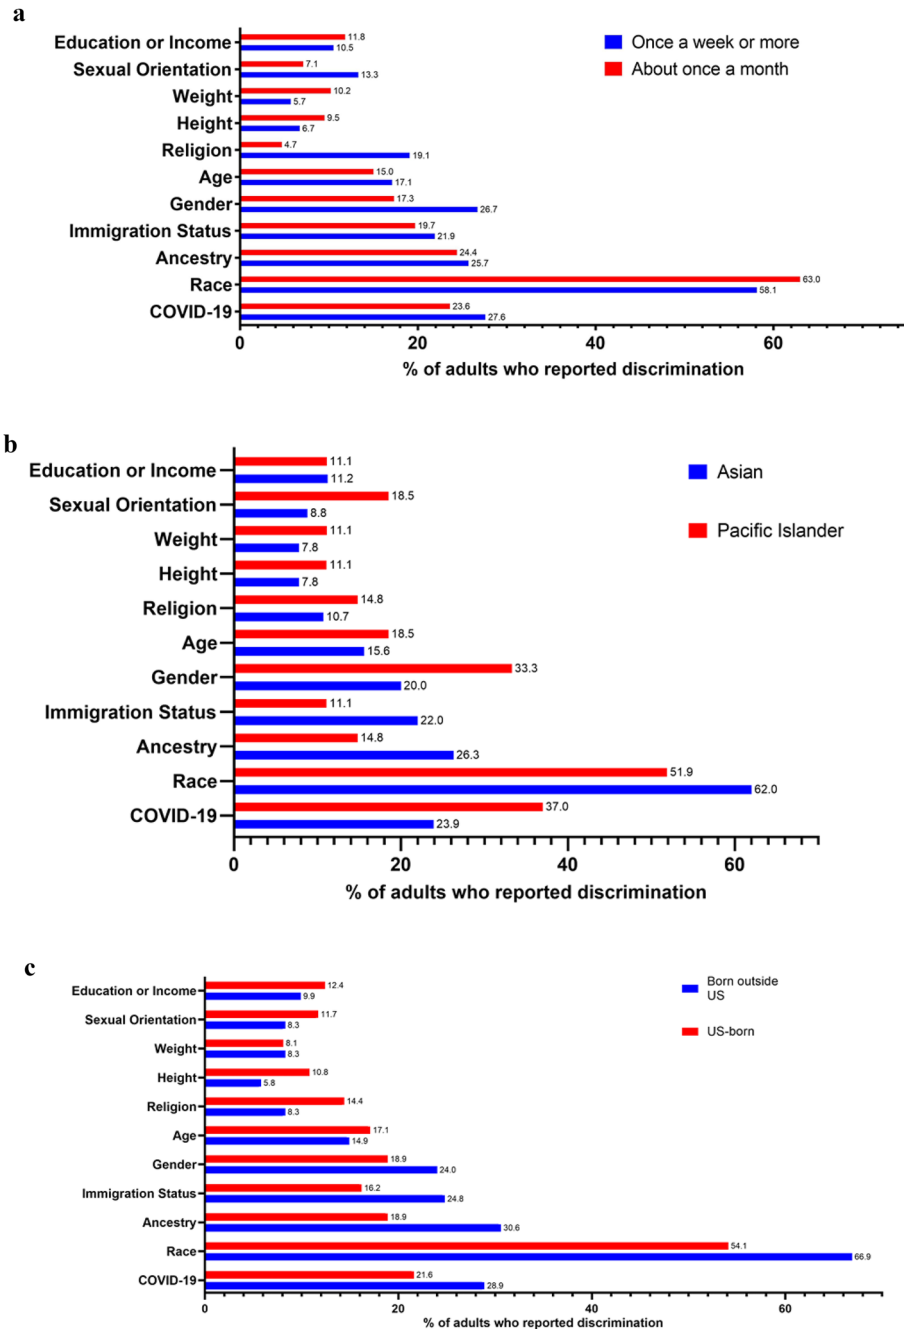 a
Education or Income 11.8
10.5
Once a week or more
Sexual Orientation 7.1
13.3
About once a month
Weight 10.2
5.7
Height 9.5
6.7
Religion 4.7
19.1
Age 15.0
17.1
Gender 17.3
26.7
Immigration Status 19.7
21.9
Ancestry 24.4
25.7
Race 63.0
58.1
COVID-19 23.6
27.6
0 20 40 60
% of adults who reported discrimination
b
Education or Income 11.1
11.2
Asian
Sexual Orientation 18.5
8.8
Weight 11.1
7.8
Pacific Islander
Height 11.1
7.8
Religion 14.8
10.7
Age 18.5
15.6
Gender 33.3
20.0
Immigration Status 11.1
22.0
Ancestry 14.8
26.3
Race 51.9
62.0
COVID-19 37.0
23.9
0 20 40 60
% of adults who reported discrimination
c
Education or Income 12.4
9.9
Born outside
US
Sexual Orientation 11.7
8.3
US-born
Weight 8.1
8.3
Height 10.8
5.8
Religion 14.4
8.3
Age 17.1
14.9
Gender 18.9
24.0
Immigration Status 16.2
24.8
Ancestry 18.9
30.6
Race 54.1
66.9
COVID-19 21.6
28.9
0 20 40 60
% of adults who reported discrimination